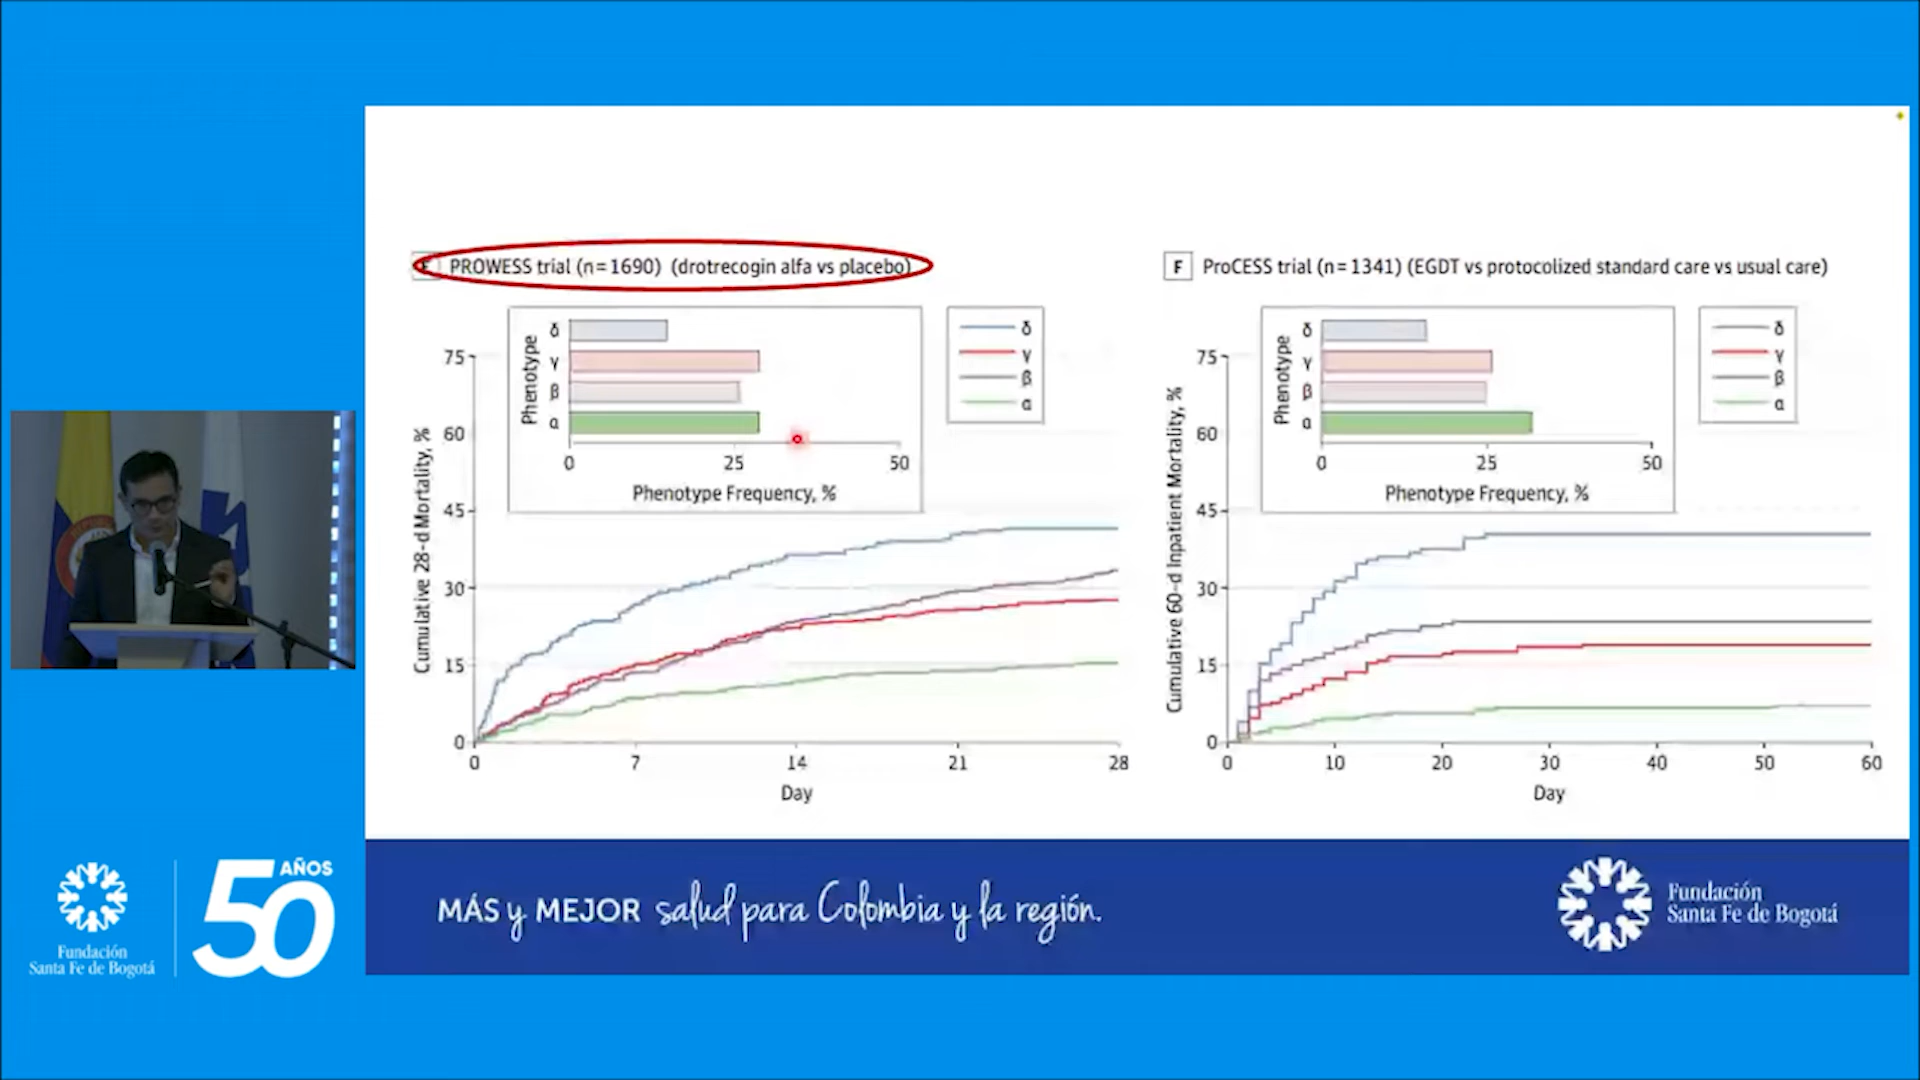 PROWESS trial (n=1690) (drotrecogin alfa vs placebo)
Phenotype
δ
γ
β
α
0 25 50
Phenotype Frequency, %
δ
γ
β
α
Cumulative 28-d Mortality, %
75
60
45
30
15
0
0 7 14 21 28
Day
F ProCESS trial (n=1341) (EGDT vs protocolized standard care vs usual care)
Phenotype
δ
γ
β
α
0 25 50
Phenotype Frequency, %
δ
γ
β
α
Cumulative 60-d Inpatient Mortality, %
75
60
45
30
15
0
0 10 20 30 40 50 60
Day
Fundación
Santa Fe de Bogotá
50 AÑOS
MÁS y MEJOR salud para Colombia y la región.
Fundación
Santa Fe de Bogotá